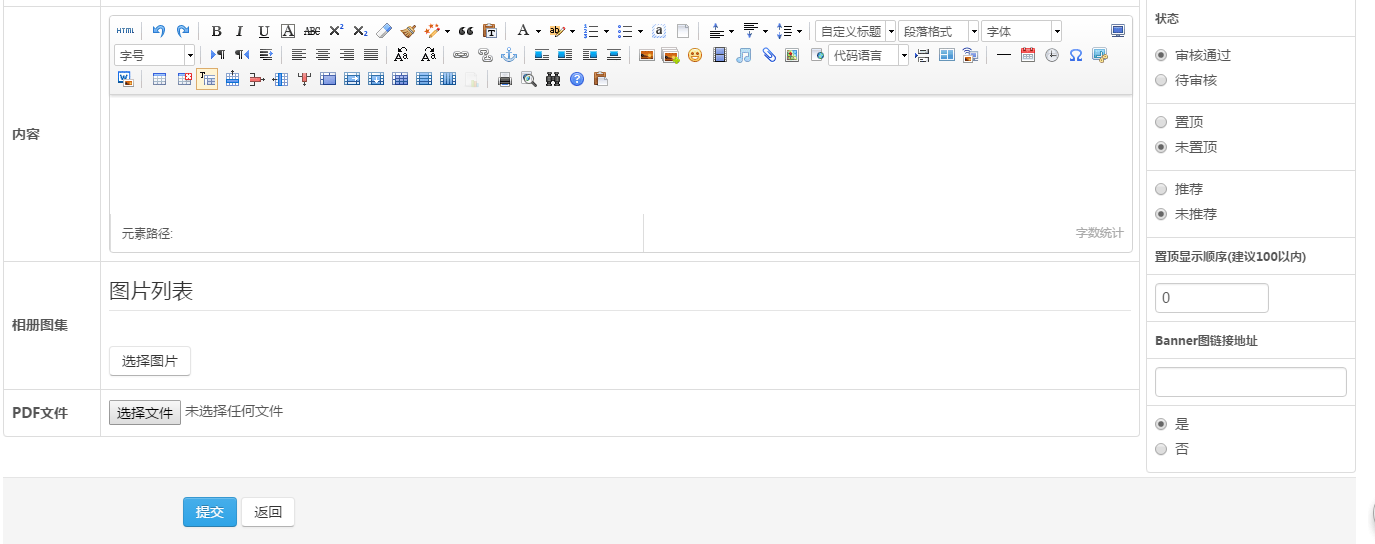 内容
HTML
B I U A ABC X² X₂
A ab
a
自定义标题
段落格式
字体
字号
代码语言
元素路径:
字数统计
相册图集
图片列表
选择图片
PDF文件
选择文件 未选择任何文件
提交
返回
状态
审核通过
待审核
置顶
未置顶
推荐
未推荐
置顶显示顺序(建议100以内)
0
Banner图链接地址
是
否